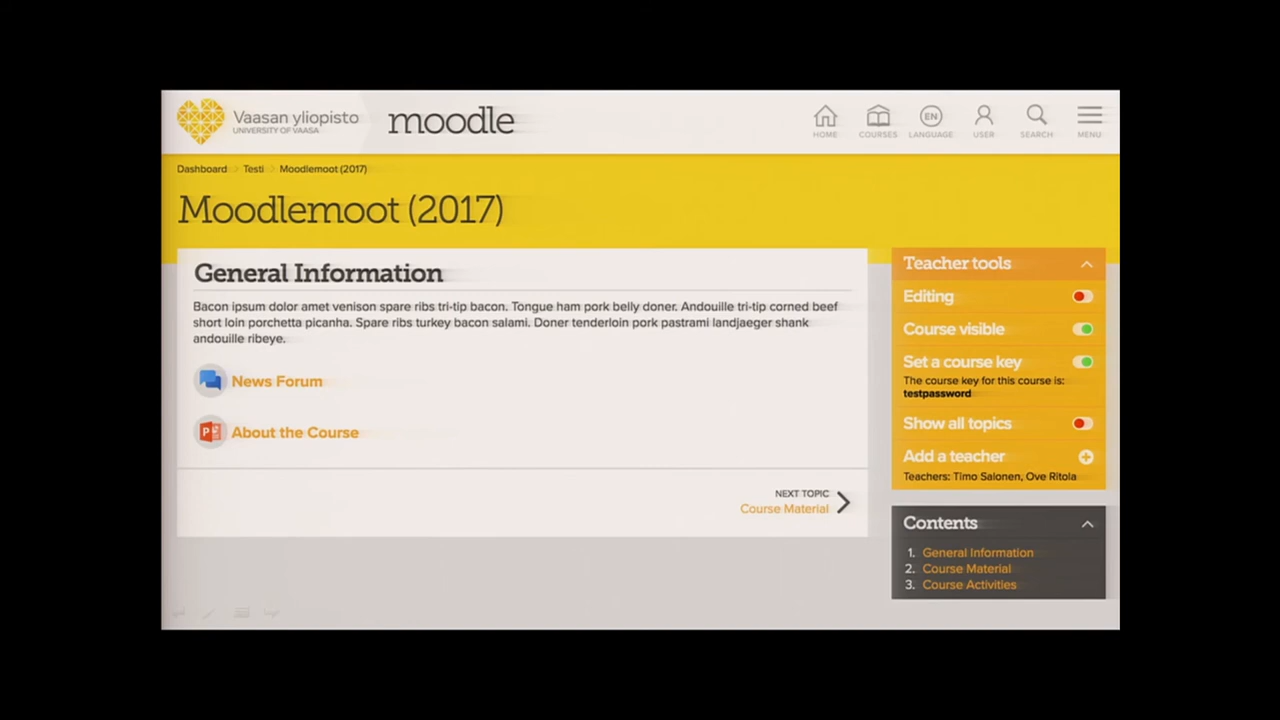 Vaasan yliopisto
UNIVERSITY OF VAASA
moodle
HOME
COURSES
EN
LANGUAGE
USER
SEARCH
MENU
Dashboard > Testi > Moodlemoot (2017)
Moodlemoot (2017)
General Information
Bacon ipsum dolor amet venison spare ribs tri-tip bacon. Tongue ham pork belly doner. Andouille tri-tip corned beef
short loin porchetta picanha. Spare ribs turkey bacon salami. Doner tenderloin pork pastrami landjaeger shank
andouille ribeye.
News Forum
P
About the Course
NEXT TOPIC
Course Material
Teacher tools
Editing
Course visible
Set a course key
The course key for this course is:
testpassword
Show all topics
Add a teacher
Teachers: Timo Salonen, Ove Ritola
Contents
1. General Information
2. Course Material
3. Course Activities